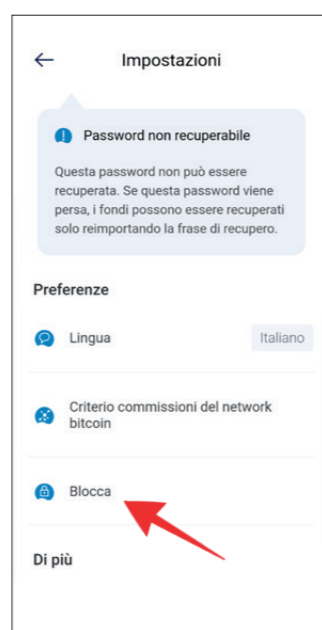 Impostazioni
Password non recuperabile
Questa password non può essere
recuperata. Se questa password viene
persa, i fondi possono essere recuperati
solo reimportando la frase di recupero.
Preferenze
Lingua Italiano
Criterio commissioni del network
bitcoin
Blocca
Di più